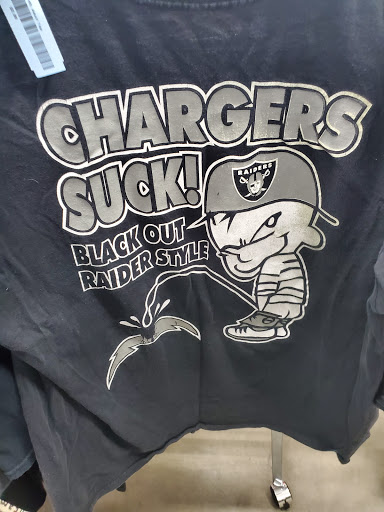 CHARGERS
SUCK!
RAIDERS
BLACK OUT
RAIDER STYLE